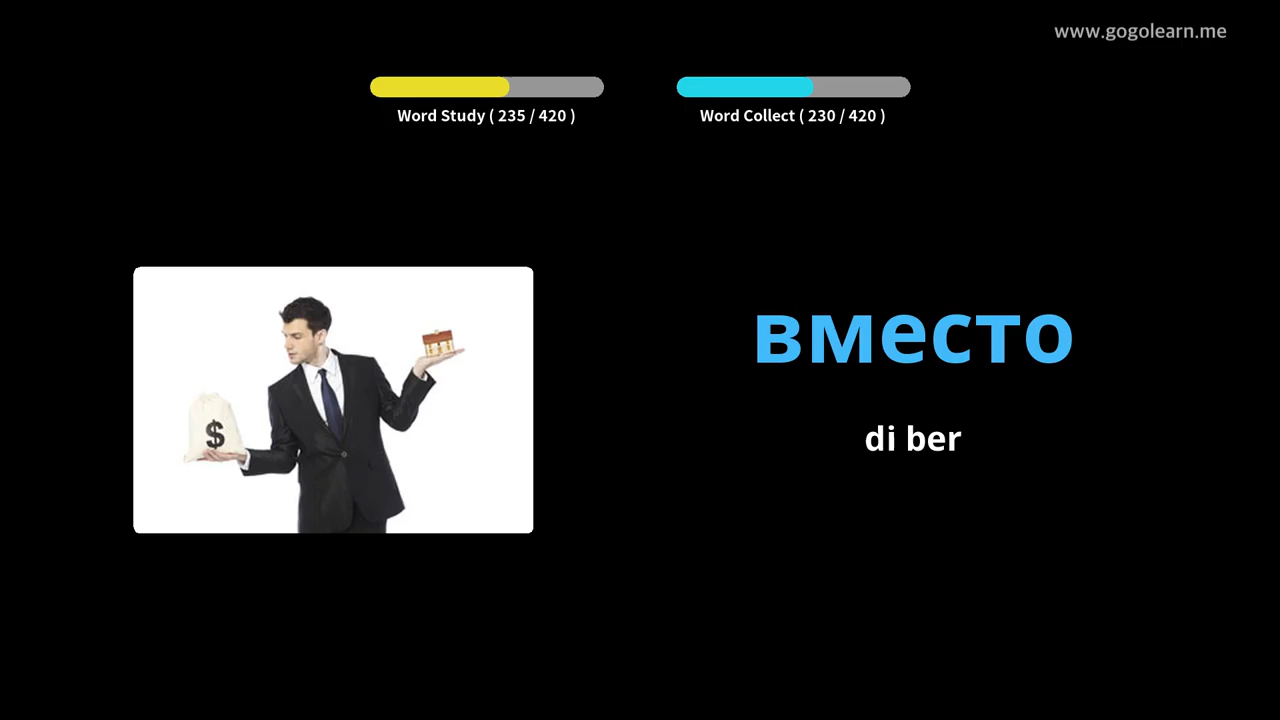 www.gogolearn.me
Word Study ( 235 / 420 )
Word Collect ( 230 / 420 )
вместо
di ber
$